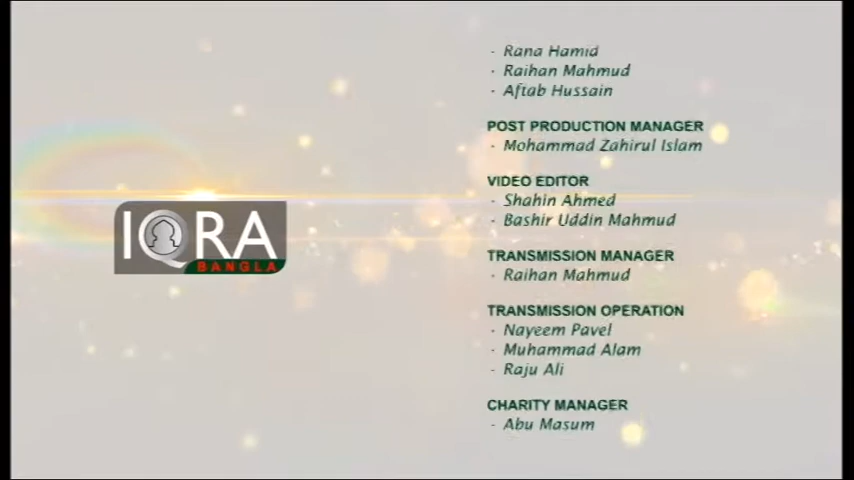 - Rana Hamid
- Raihan Mahmud
- Aftab Hussain
POST PRODUCTION MANAGER
- Mohammad Zahirul Islam
VIDEO EDITOR
- Shahin Ahmed
- Bashir Uddin Mahmud
TRANSMISSION MANAGER
- Raihan Mahmud
TRANSMISSION OPERATION
- Nayeem Pavel
- Muhammad Alam
- Raju Ali
CHARITY MANAGER
- Abu Masum
IQRA
BANGLA